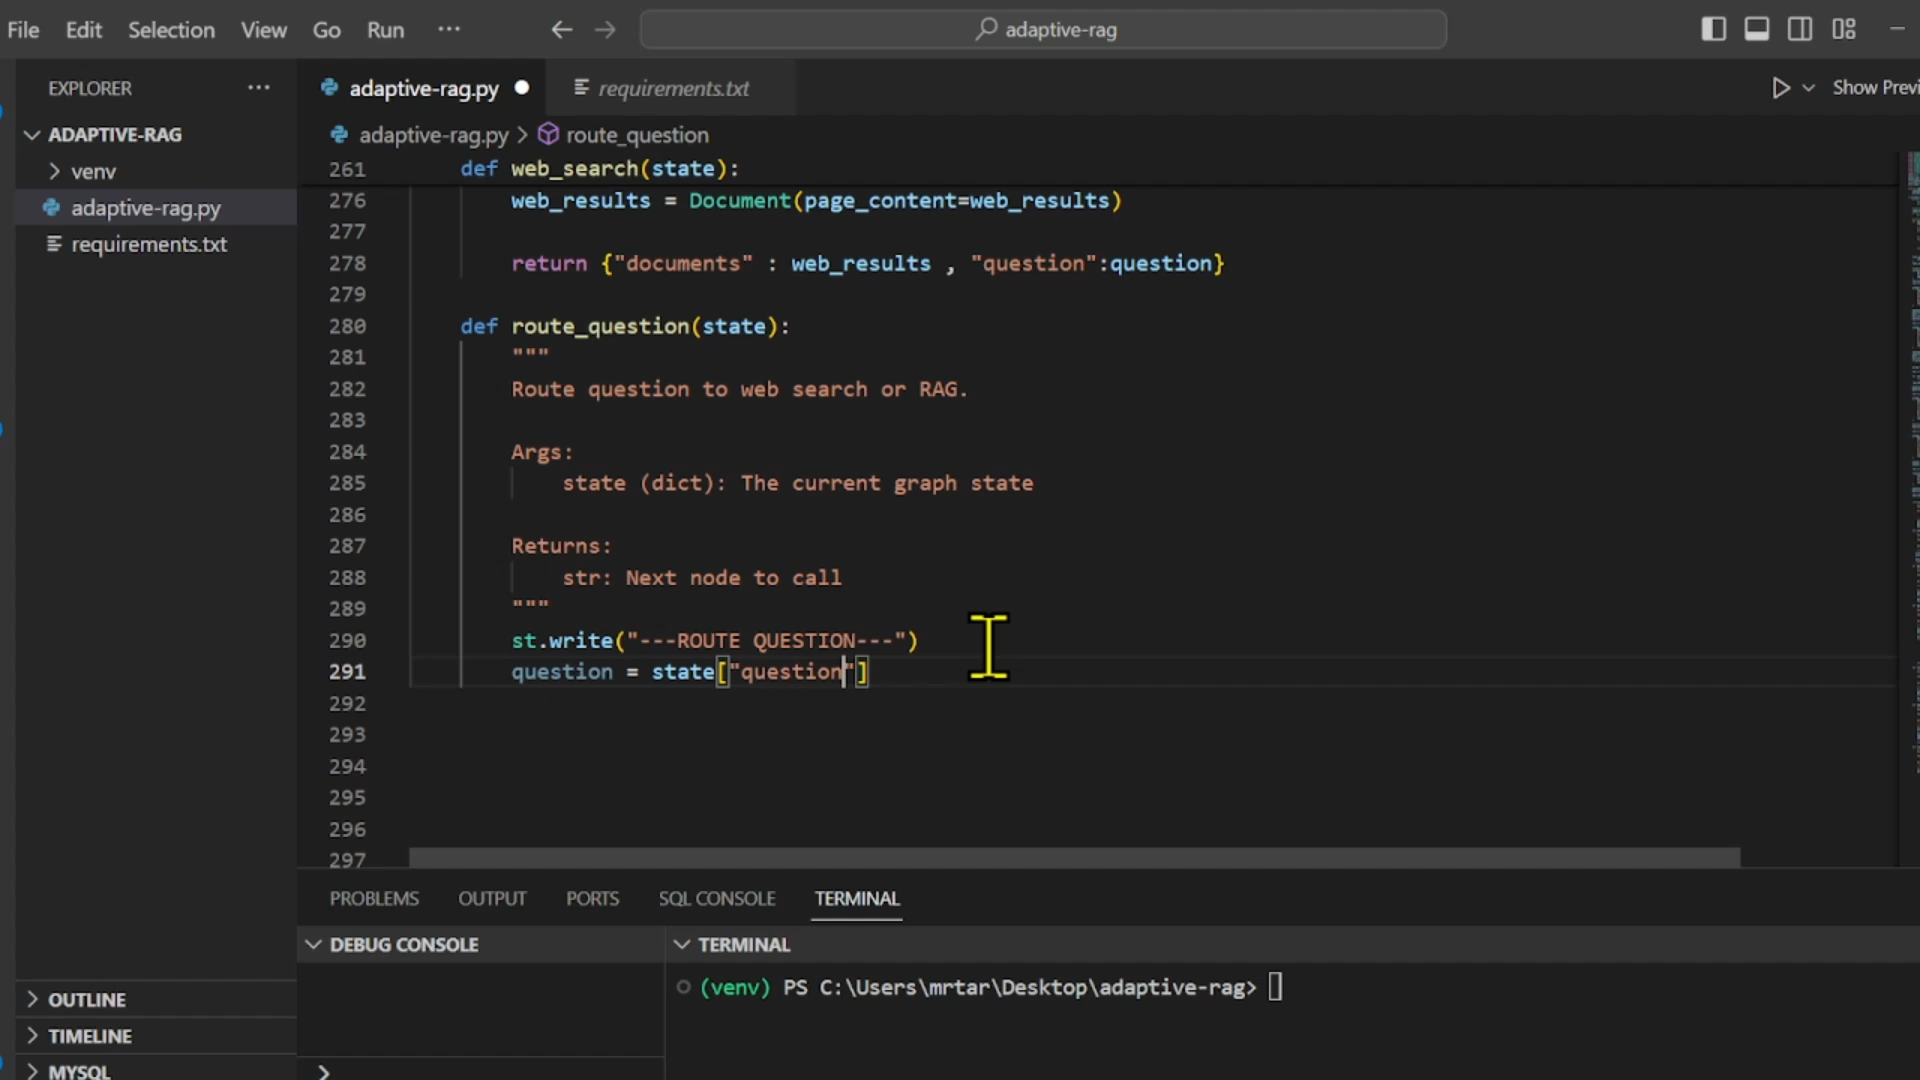 File Edit Selection View Go Run ··· adaptive-rag
EXPLORER ··· adaptive-rag.py requirements.txt Show
ADAPTIVE-RAG adaptive-rag.py > route_question
venv
adaptive-rag.py
requirements.txt
261 def web_search(state):
276 web_results = Document(page_content=web_results)
277
278 return {"documents" : web_results , "question":question}
279
280 def route_question(state):
281 """
282 Route question to web search or RAG.
283
284 Args:
285 state (dict): The current graph state
286
287 Returns:
288 str: Next node to call
289 """
290 st.write("---ROUTE QUESTION---")
291 question = state["question"]
292
293
294
295
296
297
PROBLEMS OUTPUT PORTS SQL CONSOLE TERMINAL
DEBUG CONSOLE TERMINAL
(venv) PS C:\Users\mrtar\Desktop\adaptive-rag>
OUTLINE
TIMELINE
MYSQL